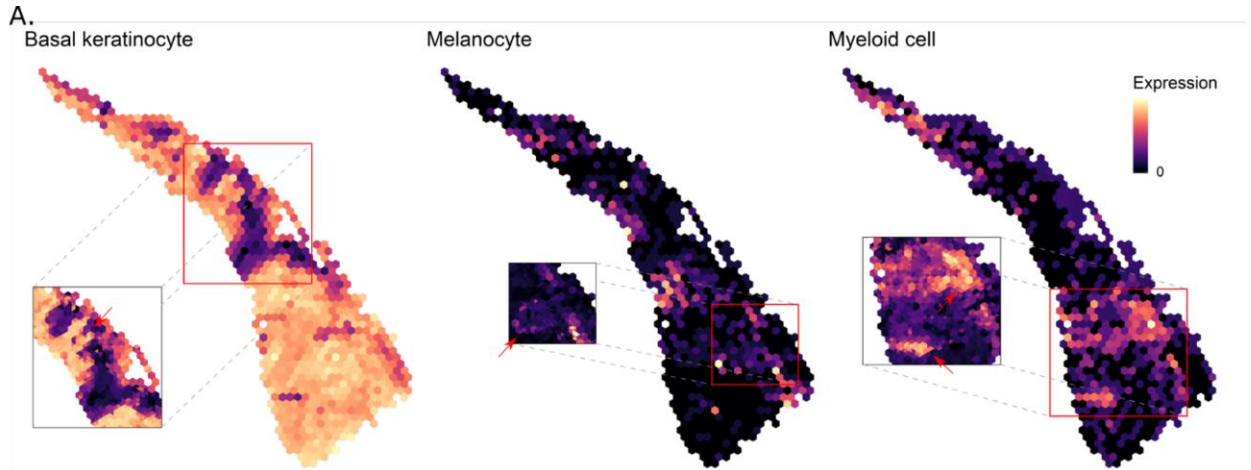 A.
Basal keratinocyte
Melanocyte
Myeloid cell
Expression
0